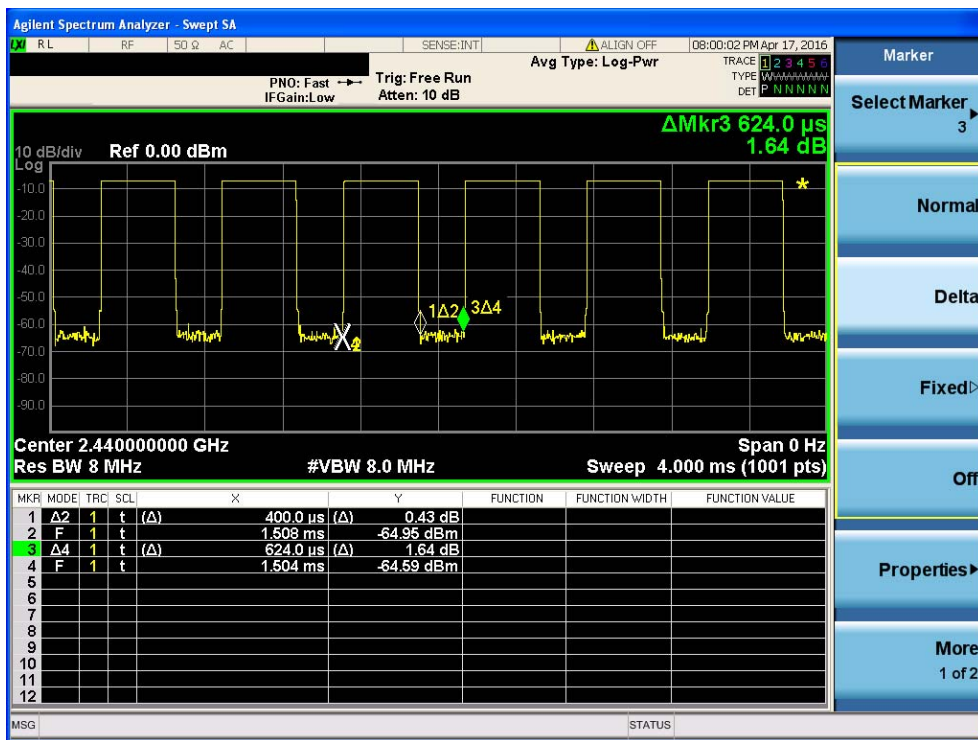 Agilent Spectrum Analyzer - Swept SA
LXI RL RF 50 Ω AC SENSE:INT ALIGN OFF 08:00:02 PM Apr 17, 2016
Marker
Avg Type: Log-Pwr
TRACE 1 2 3 4 5 6
PNO: Fast Trig: Free Run
TYPE
IFGain:Low Atten: 10 dB
DET P N N N N N
Select Marker
3
ΔMkr3 624.0 µs
10 dB/div Ref 0.00 dBm 1.64 dB
Log
-10.0
Normal
-20.0
-30.0
-40.0
-50.0
Delta
1Δ2 3Δ4
-60.0
-70.0
-80.0
-90.0
Fixed
Center 2.440000000 GHz Span 0 Hz
Res BW 8 MHz #VBW 8.0 MHz Sweep 4.000 ms (1001 pts)
Off
MKR MODE TRC SCL X Y FUNCTION FUNCTION WIDTH FUNCTION VALUE
1 Δ2 1 t (Δ) 400.0 µs (Δ) 0.43 dB
2 F 1 t 1.508 ms -64.95 dBm
3 Δ4 1 t (Δ) 624.0 µs (Δ) 1.64 dB
4 F 1 t 1.504 ms -64.59 dBm
5
6
7
8
9
10
11
12
Properties
More
1 of 2
MSG STATUS